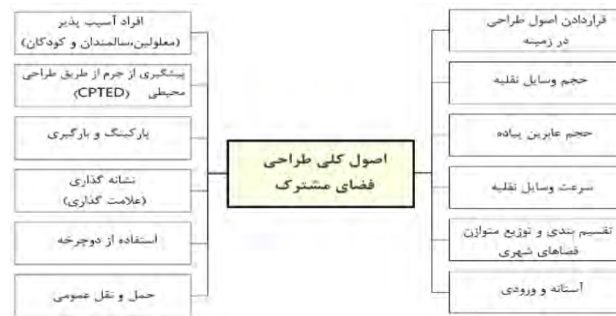 اصول کلی طراحی
فضای مشترک
قراردادن اصول طراحی
در زمینه
حجم وسایل نقلیه
حجم عابرین پیاده
سرعت وسایل نقلیه
تقسیم بندی و توزیع متوازن
فضاهای شهری
آستانه و ورودی
افراد آسیب پذیر
(معلولین،سالمندان و کودکان)
پیشگیری از جرم از طریق طراحی
محیطی (CPTED)
پارکینگ و بارگیری
نشانه گذاری
(علامت گذاری)
استفاده از دوچرخه
حمل و نقل عمومی